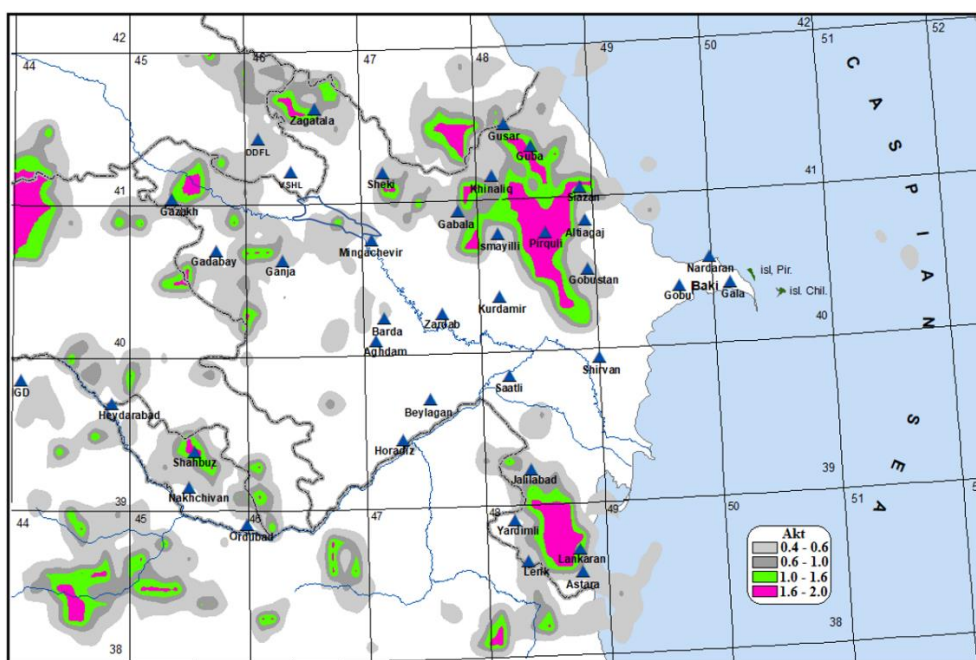 42
44
45
46
47
48
49
50
42
51
52
C A S P I A N S E A
Zagatala
DDFL
Gusar
Guba
41
Sheki
Khinaliq
Siazan
41
Gazakh
Gabala
Altiagaj
Ismayilli
Pirquli
Mingachevir
Gadabay
Ganja
Gobustan
Nardaran
isl, Pir.
Gobu
Baki
Gala
isl. Chil.
Kurdamir
Barda
Zardab
40
Aghdam
40
Shirvan
GD
Saatli
Heydarabad
Beylagan
Horadiz
Shahbuz
Jalilabad
39
Nakhchivan
39
44
45
46
47
48
49
50
51
Ordubad
Yardimli
Lankaran
Lerik
Astara
Akt
0.4 - 0.6
0.6 - 1.0
1.0 - 1.6
1.6 - 2.0
38
38